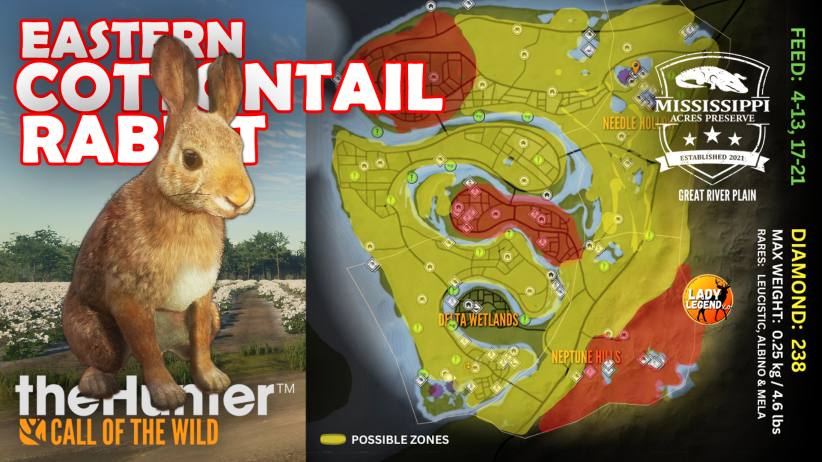 EASTERN
COTTONTAIL
RABBIT
theHunter™
CALL OF THE WILD
NEEDLE HOLLOW
DELTA WETLANDS
NEPTUNE HILLS
POSSIBLE ZONES
MISSISSIPPI
ACRES PRESERVE
ESTABLISHED 2021
GREAT RIVER PLAIN
LADY
LEGEND
FEED: 4-13, 17-21
DIAMOND: 238
MAX WEIGHT: 0.25 kg / 4.6 lbs
RARES: LEUCISTIC, ALBINO & MELA